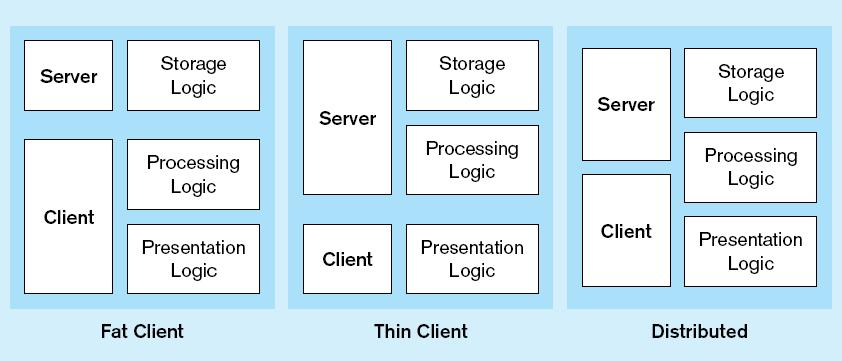 Server
Storage
Logic
Client
Processing
Logic
Presentation
Logic
Fat Client
Server
Storage
Logic
Processing
Logic
Client
Presentation
Logic
Thin Client
Server
Storage
Logic
Processing
Logic
Client
Presentation
Logic
Distributed